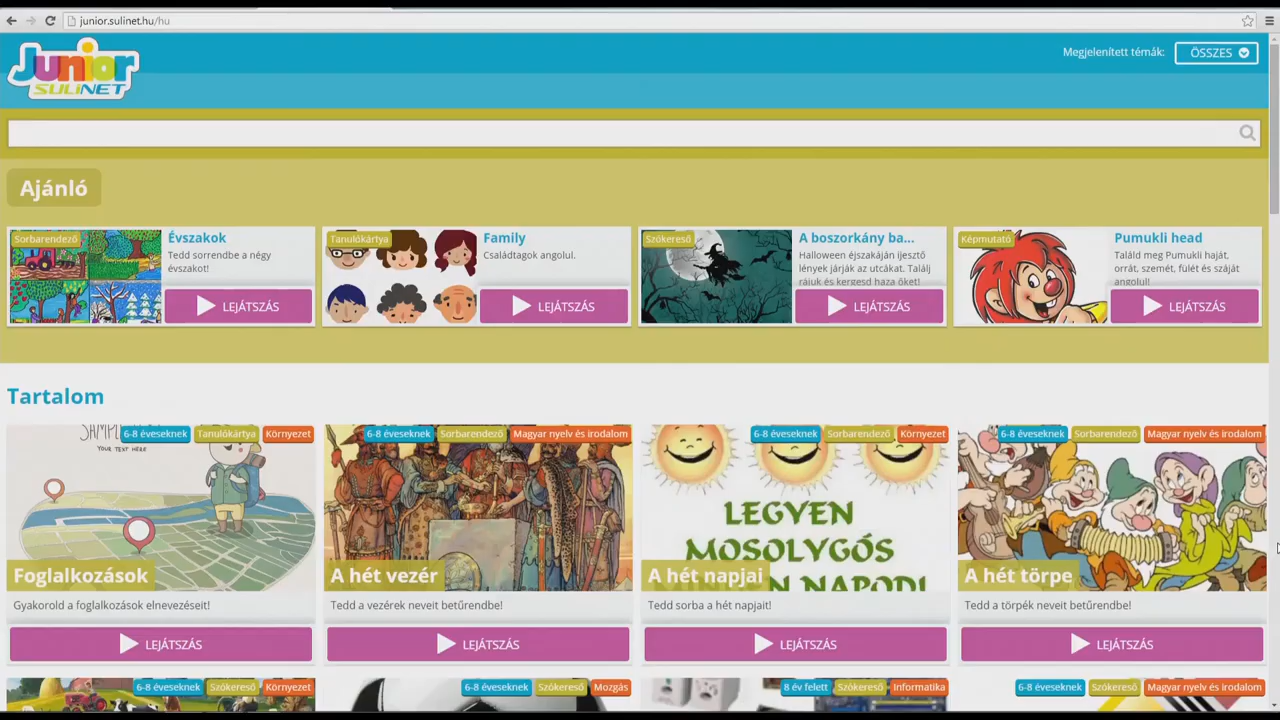 junior.sulinet.hu/hu
Junior
SULINET
Megjelenített témák:
ÖSSZES
Ajánló
Sorbarendező
Évszakok
Tedd sorrendbe a négy
évszakot!
LEJÁTSZÁS
Tanulókártya
Family
Családtagok angolul.
LEJÁTSZÁS
Szókereső
A boszorkány ba...
Halloween éjszakáján ijesztő
lények járják az utcákat. Találj
rájuk és kergesd haza őket!
LEJÁTSZÁS
Képmutató
Pumukli head
Találd meg Pumukli haját,
orrát, szemét, fülét és száját
angolul!
LEJÁTSZÁS
Tartalom
6-8 éveseknek Tanulókártya Környezet
YOUR TEXT HERE
Foglalkozások
Gyakorold a foglalkozások elnevezéseit!
LEJÁTSZÁS
6-8 éveseknek Sorbarendező Magyar nyelv és irodalom
A hét vezér
Tedd a vezérek neveit betűrendbe!
LEJÁTSZÁS
6-8 éveseknek Sorbarendező Környezet
LEGYEN
MOSOLYGÓS
NAPODI
A hét napjai
Tedd sorba a hét napjait!
LEJÁTSZÁS
6-8 éveseknek Sorbarendező Magyar nyelv és irodalom
A hét törpe
Tedd a törpék neveit betűrendbe!
LEJÁTSZÁS
6-8 éveseknek Szókereső Környezet
6-8 éveseknek Szókereső Mozgás
8 év felett Szókereső Informatika
6-8 éveseknek Szókereső Magyar nyelv és irodalom